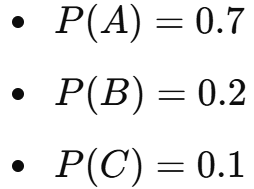 • P(A) = 0.7
• P(B) = 0.2
• P(C) = 0.1